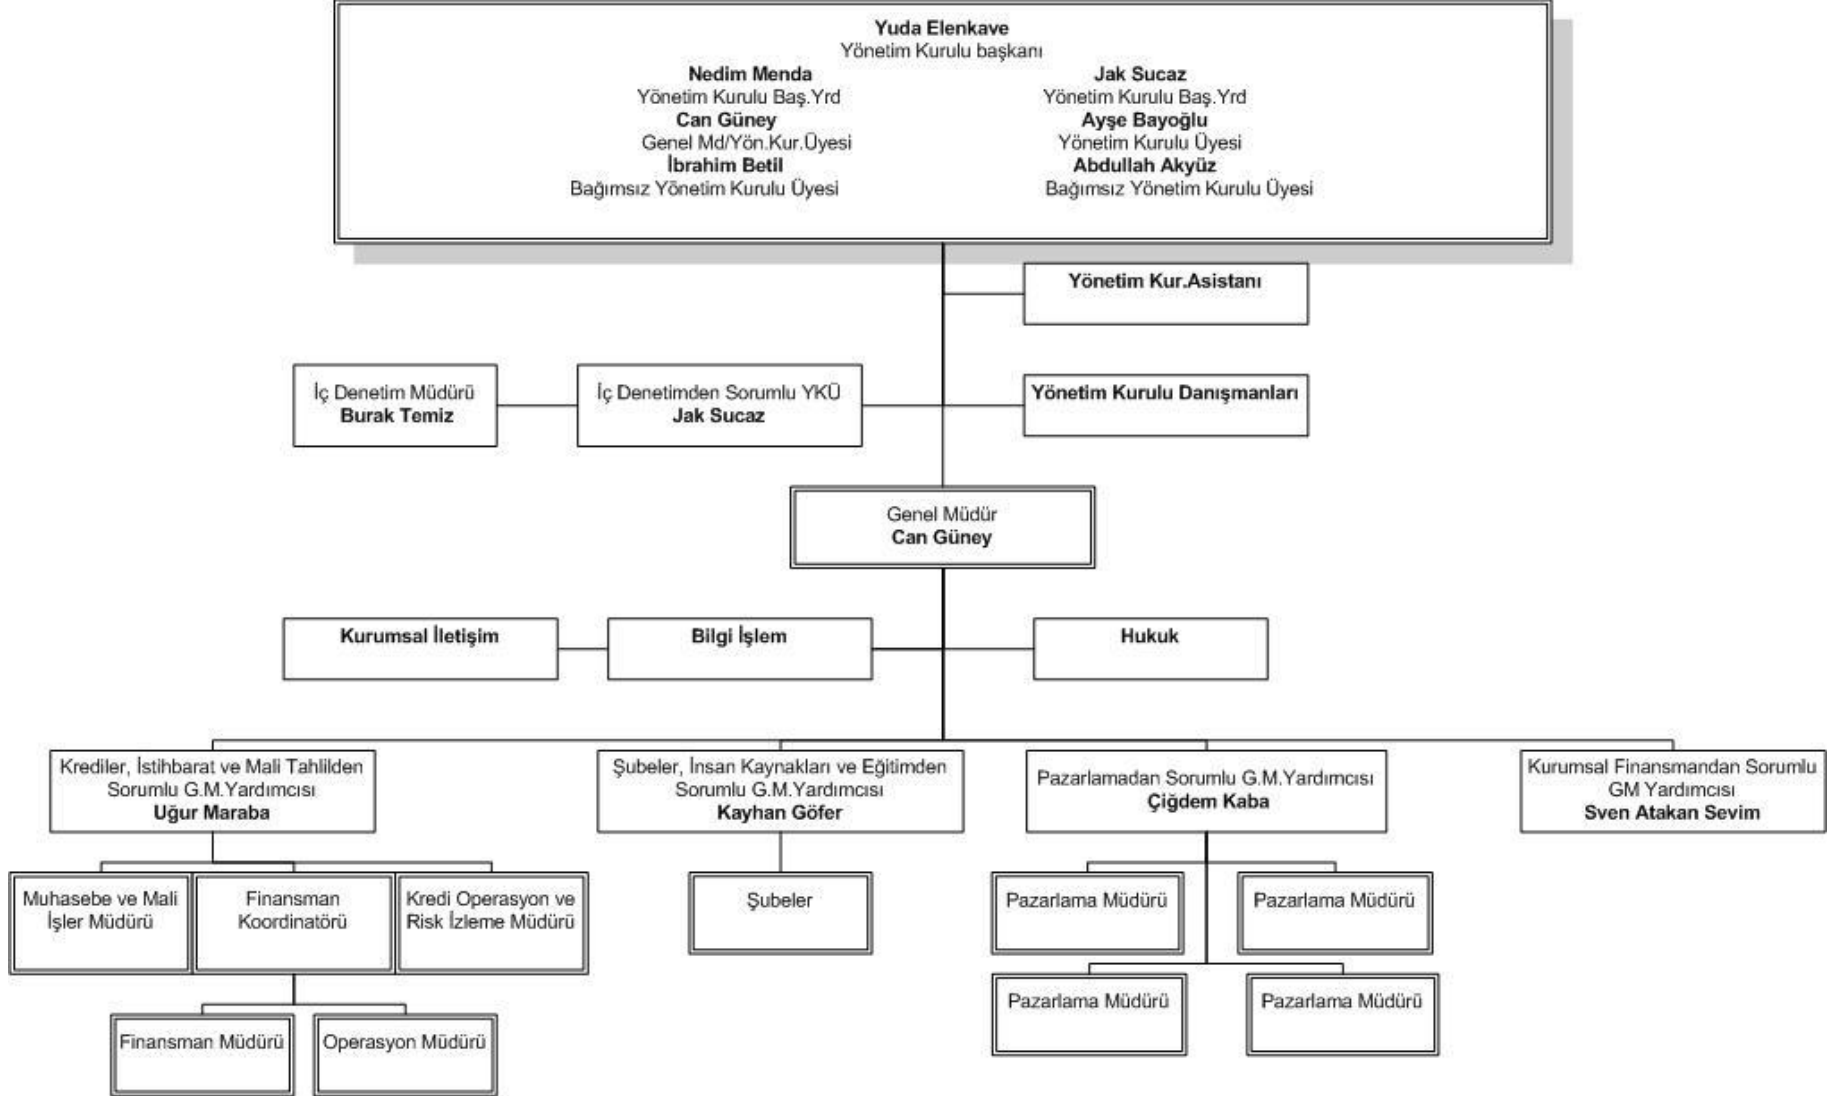 Yuda Elenkave
Yönetim Kurulu başkanı
Nedim Menda
Yönetim Kurulu Baş.Yrd
Can Güney
Genel Md/Yön.Kur.Üyesi
İbrahim Betil
Bağımsız Yönetim Kurulu Üyesi
Jak Sucaz
Yönetim Kurulu Baş.Yrd
Ayşe Bayoğlu
Yönetim Kurulu Üyesi
Abdullah Akyüz
Bağımsız Yönetim Kurulu Üyesi
Yönetim Kur.Asistanı
İç Denetim Müdürü
Burak Temiz
İç Denetimden Sorumlu YKÜ
Jak Sucaz
Yönetim Kurulu Danışmanları
Genel Müdür
Can Güney
Kurumsal İletişim
Bilgi İşlem
Hukuk
Krediler, İstihbarat ve Mali Tahlilden
Sorumlu G.M.Yardımcısı
Uğur Maraba
Şubeler, İnsan Kaynakları ve Eğitimden
Sorumlu G.M.Yardımcısı
Kayhan Göfer
Pazarlamadan Sorumlu G.M.Yardımcısı
Çiğdem Kaba
Kurumsal Finansmandan Sorumlu
GM Yardımcısı
Sven Atakan Sevim
Muhasebe ve Mali
İşler Müdürü
Finansman
Koordinatörü
Kredi Operasyon ve
Risk İzleme Müdürü
Şubeler
Pazarlama Müdürü
Pazarlama Müdürü
Pazarlama Müdürü
Pazarlama Müdürü
Finansman Müdürü
Operasyon Müdürü